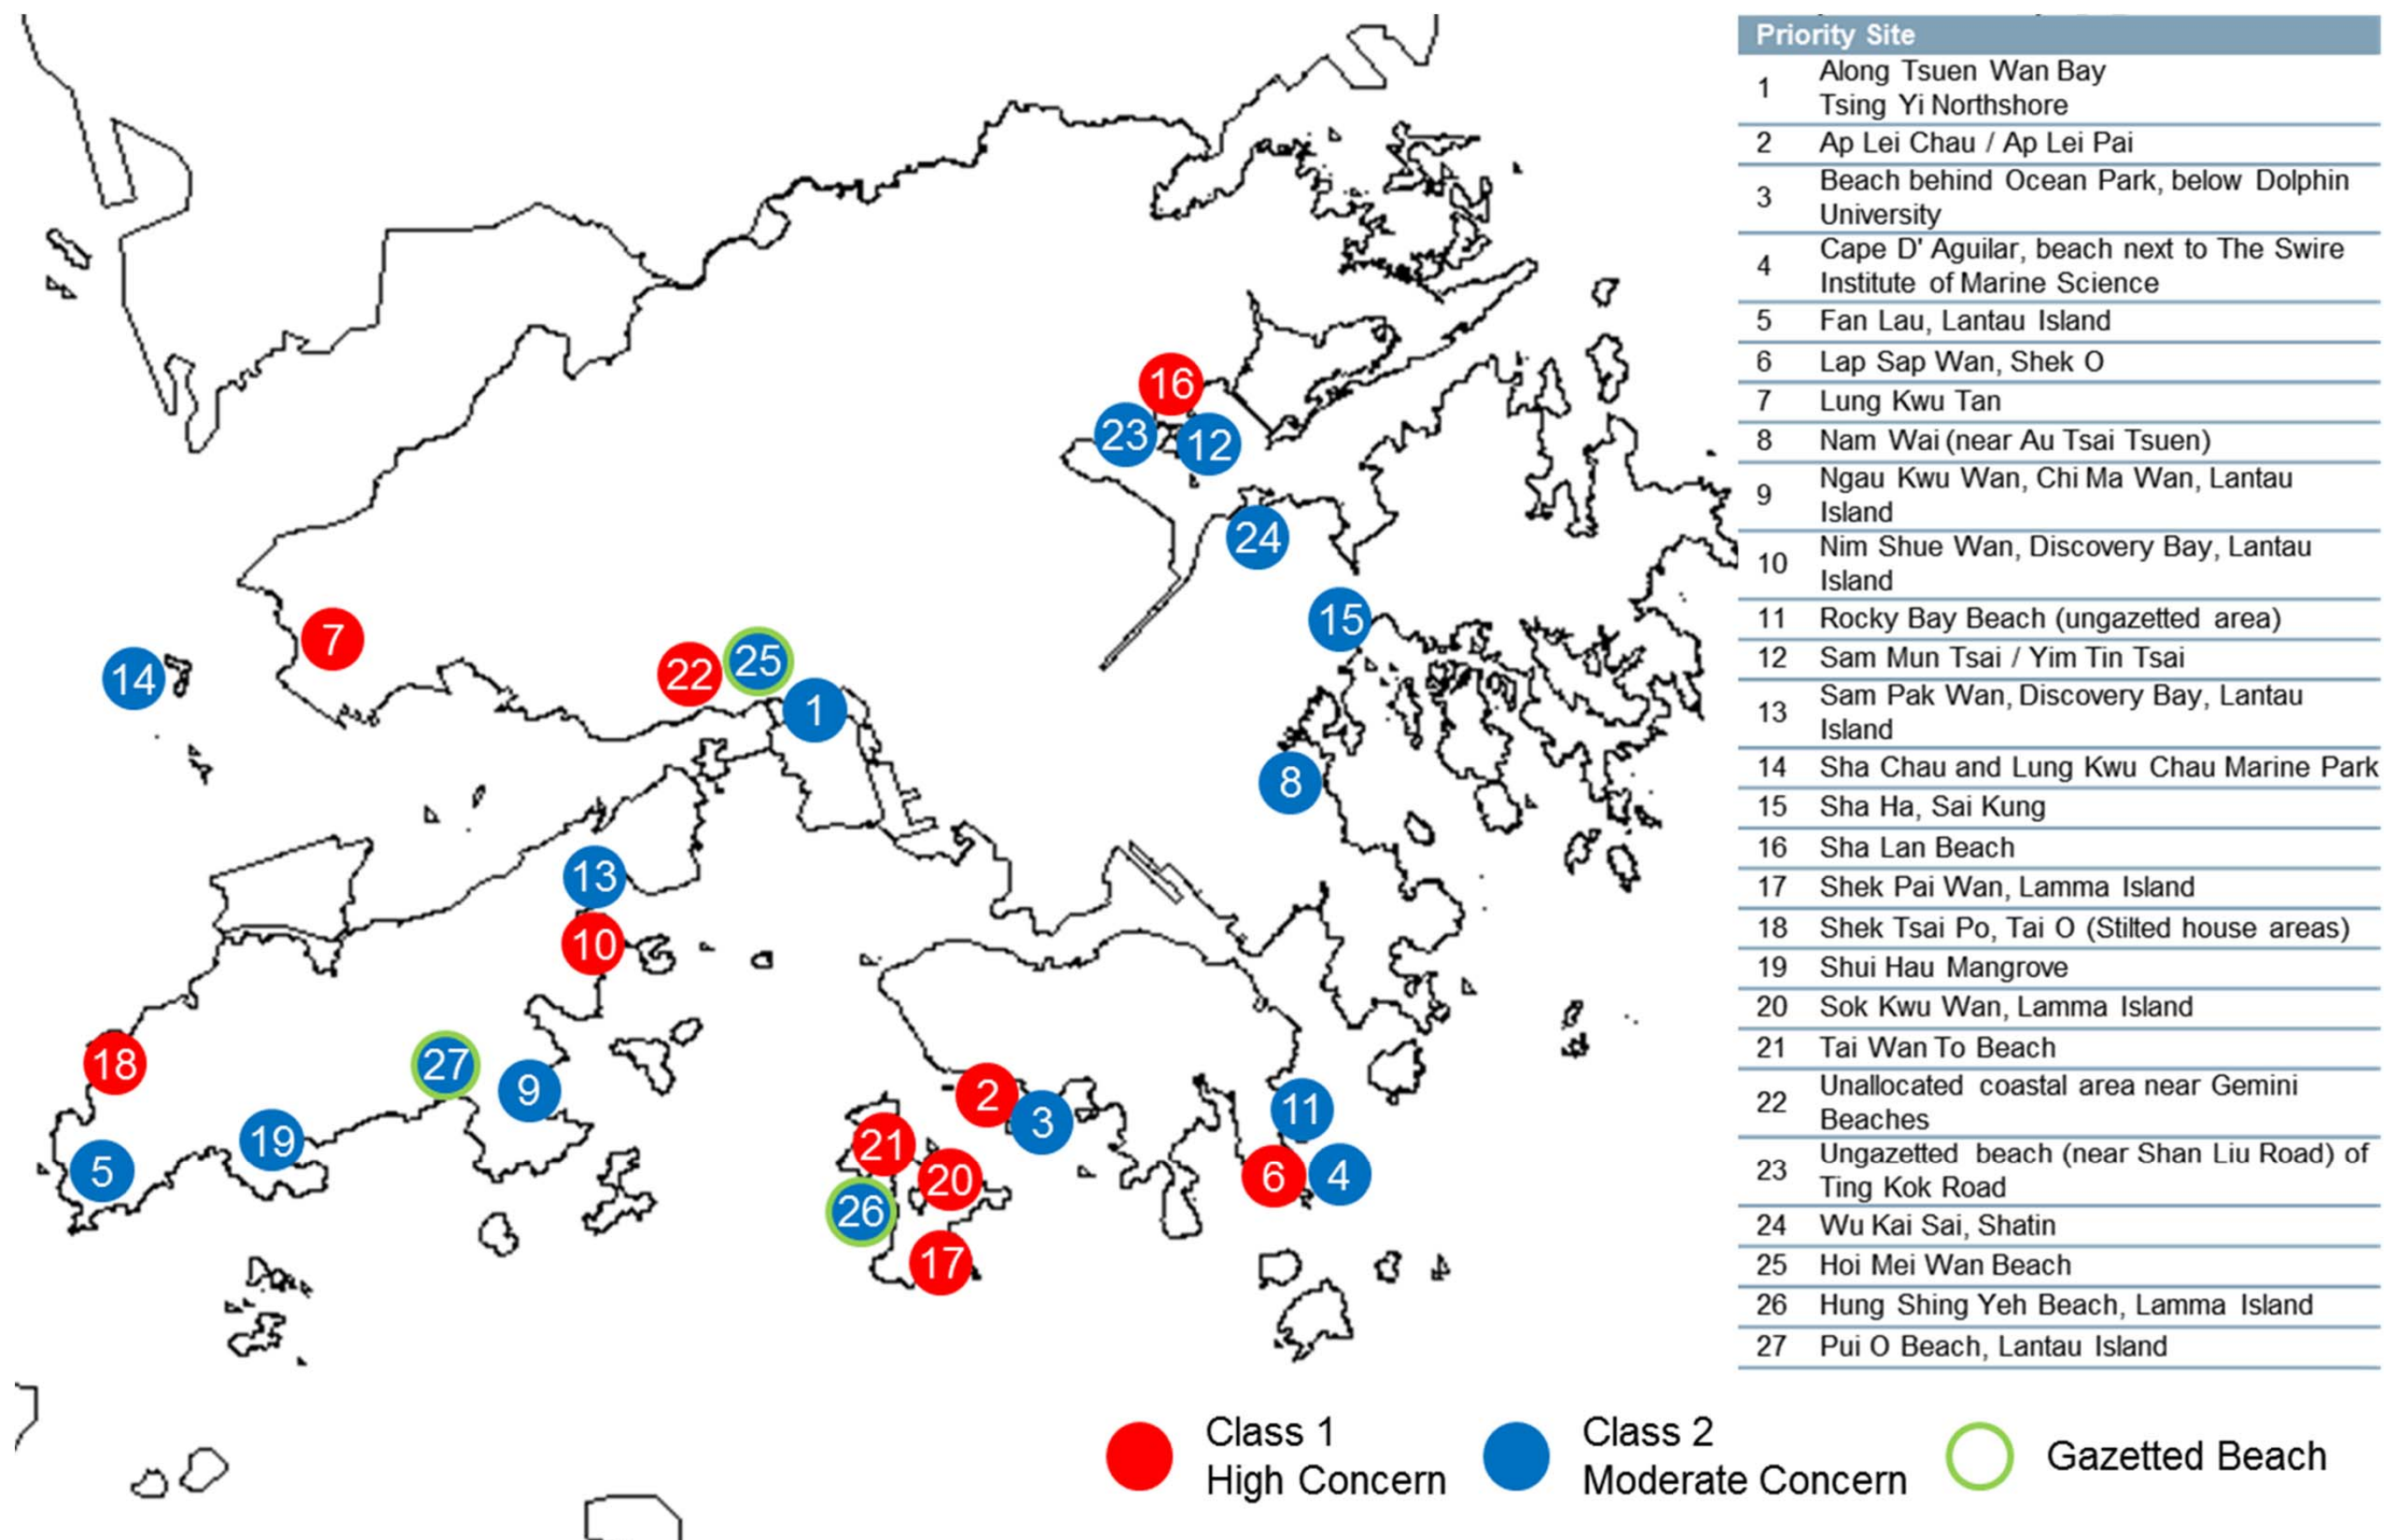 Priority Site
1 Along Tsuen Wan Bay
Tsing Yi Northshore
2 Ap Lei Chau / Ap Lei Pai
3 Beach behind Ocean Park, below Dolphin
University
4 Cape D' Aguilar, beach next to The Swire
Institute of Marine Science
5 Fan Lau, Lantau Island
6 Lap Sap Wan, Shek O
7 Lung Kwu Tan
8 Nam Wai (near Au Tsai Tsuen)
9 Ngau Kwu Wan, Chi Ma Wan, Lantau
Island
10 Nim Shue Wan, Discovery Bay, Lantau
Island
11 Rocky Bay Beach (ungazetted area)
12 Sam Mun Tsai / Yim Tin Tsai
13 Sam Pak Wan, Discovery Bay, Lantau
Island
14 Sha Chau and Lung Kwu Chau Marine Park
15 Sha Ha, Sai Kung
16 Sha Lan Beach
17 Shek Pai Wan, Lamma Island
18 Shek Tsai Po, Tai O (Stilted house areas)
19 Shui Hau Mangrove
20 Sok Kwu Wan, Lamma Island
21 Tai Wan To Beach
22 Unallocated coastal area near Gemini
Beaches
23 Ungazetted beach (near Shan Liu Road) of
Ting Kok Road
24 Wu Kai Sai, Shatin
25 Hoi Mei Wan Beach
26 Hung Shing Yeh Beach, Lamma Island
27 Pui O Beach, Lantau Island
16
23
12
24
15
7
14
22
25
1
8
13
10
18
27
9
2
3
11
19
5
21
20
6
4
26
17
Class 1
High Concern
Class 2
Moderate Concern
Gazetted Beach